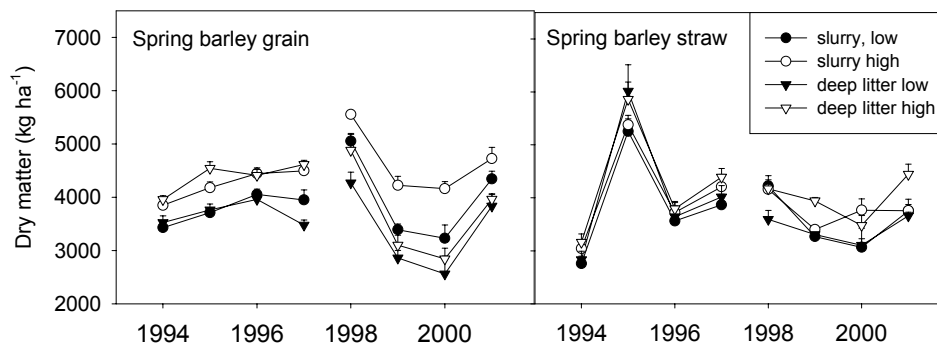 Spring barley grain
Spring barley straw
slurry, low
slurry high
deep litter low
deep litter high
Dry matter (kg ha-1)
7000
6000
5000
4000
3000
2000
1994 1996 1998 2000
1994 1996 1998 2000